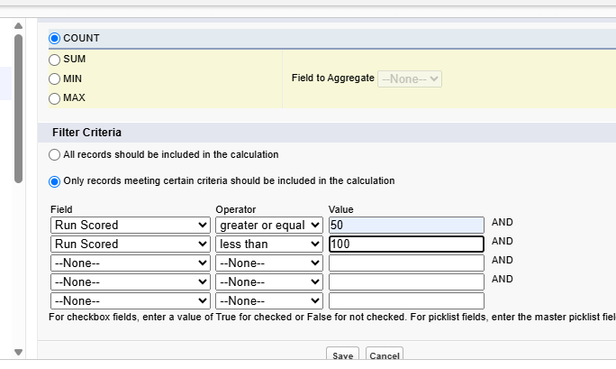 COUNT
SUM
MIN
Field to Aggregate --None--
MAX
Filter Criteria
All records should be included in the calculation
Only records meeting certain criteria should be included in the calculation
Field Operator Value
Run Scored greater or equal 50 AND
Run Scored less than 100 AND
--None-- --None-- AND
--None-- --None-- AND
--None-- --None--
For checkbox fields, enter a value of True for checked or False for not checked. For picklist fields, enter the master picklist fiel
Save Cancel